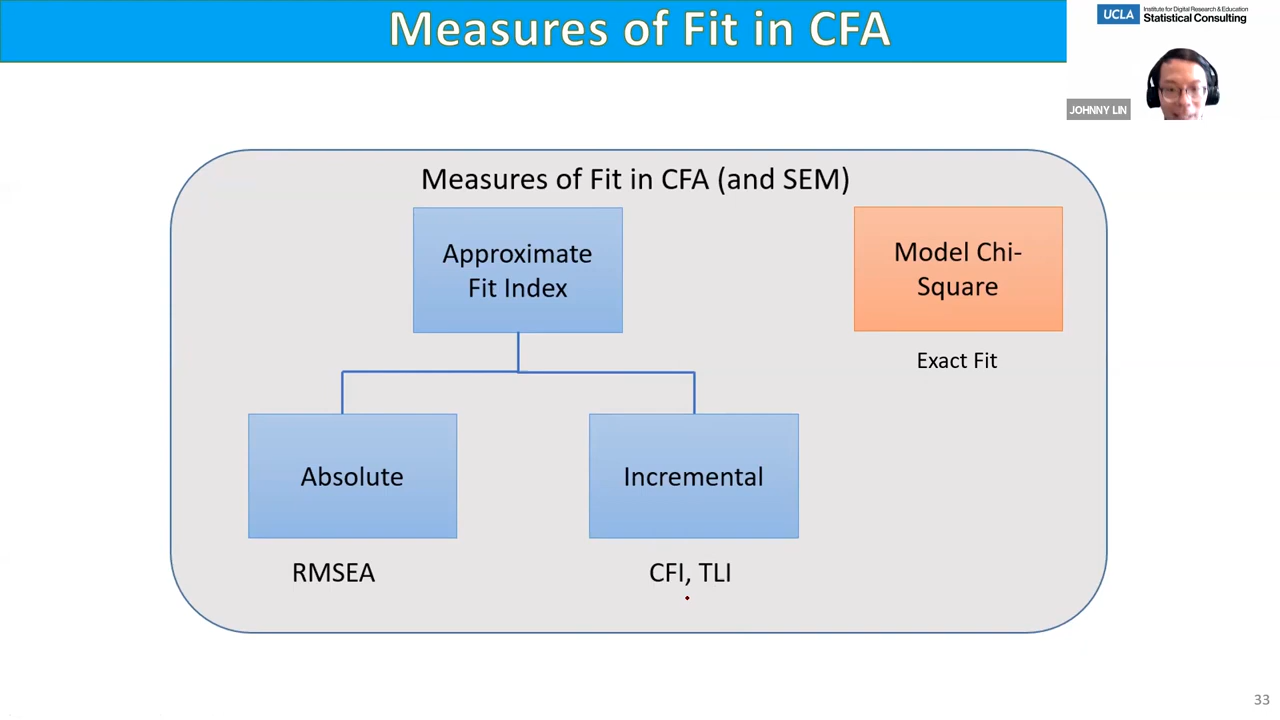 Measures of Fit in CFA
UCLA
Institute for Digital Research & Education
Statistical Consulting
JOHNNY LIN
Measures of Fit in CFA (and SEM)
Approximate
Fit Index
Model Chi-
Square
Exact Fit
Absolute
Incremental
RMSEA
CFI, TLI
33